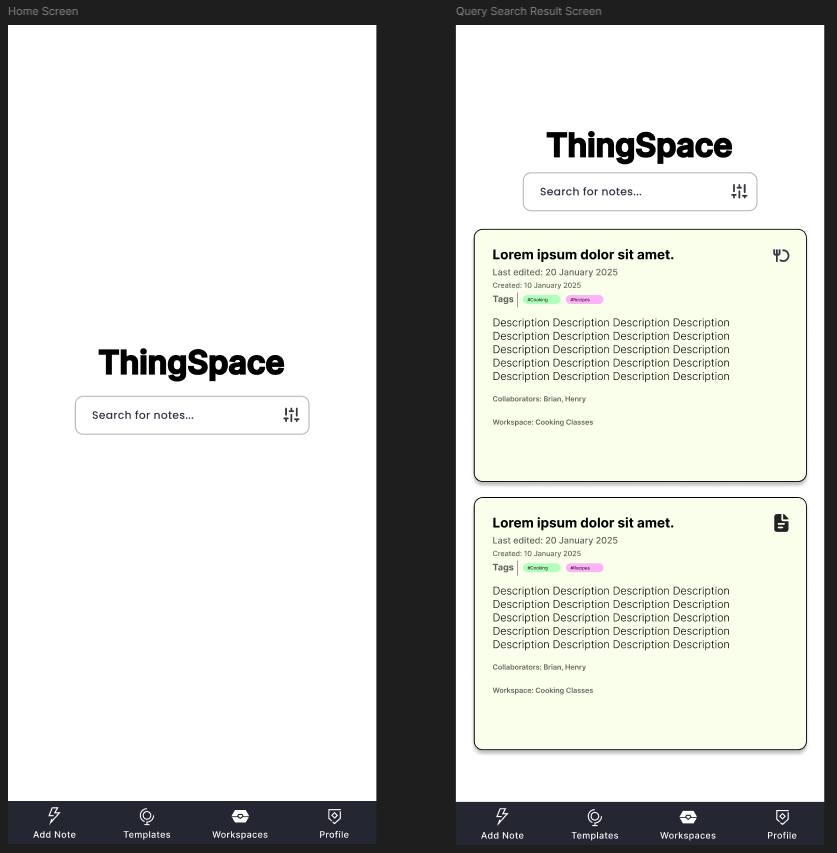 Home Screen
ThingSpace
Search for notes...
Add Note
Templates
Workspaces
Profile
Query Search Result Screen
ThingSpace
Search for notes...
Lorem ipsum dolor sit amet.
Last edited: 20 January 2025
Created: 10 January 2025
Tags #Cooking #Recipes
Description Description Description Description
Description Description Description Description
Description Description Description Description
Description Description Description Description
Description Description Description Description
Collaborators: Brian, Henry
Workspace: Cooking Classes
Lorem ipsum dolor sit amet.
Last edited: 20 January 2025
Created: 10 January 2025
Tags #Cooking #Recipes
Description Description Description Description
Description Description Description Description
Description Description Description Description
Description Description Description Description
Description Description Description Description
Collaborators: Brian, Henry
Workspace: Cooking Classes
Add Note
Templates
Workspaces
Profile